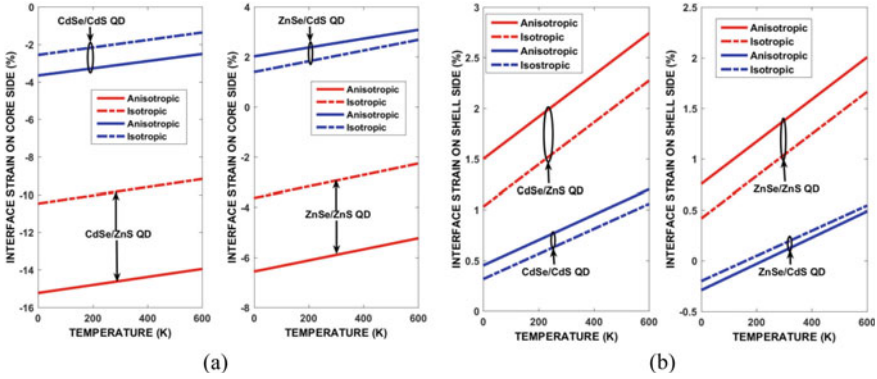 INTERFACE STRAIN ON CORE SIDE (%)
0
-2
-4
-6
-8
-10
-12
-14
-16
CdSe/CdS QD
Anisotropic
Isotropic
Anisotropic
Isotropic
CdSe/ZnS QD
0 200 400 600
TEMPERATURE (K)
INTERFACE STRAIN ON CORE SIDE (%)
4
2
0
-2
-4
-6
-8
ZnSe/CdS QD
Anisotropic
Isotropic
Anisotropic
Isotropic
ZnSe/ZnS QD
0 200 400 600
TEMPERATURE (K)
(a)
INTERFACE STRAIN ON SHELL SIDE (%)
3
2.5
2
1.5
1
0.5
0
Anisotropic
Isotropic
Anisotropic
Isostropic
CdSe/ZnS QD
CdSe/CdS QD
0 200 400 600
TEMPERATURE (K)
INTERFACE STRAIN ON SHELL SIDE (%)
2.5
2
1.5
1
0.5
0
-0.5
Anisotropic
Isotropic
Anisotropic
Isotropic
ZnSe/ZnS QD
ZnSe/CdS QD
0 200 400 600
TEMPERATURE (K)
(b)